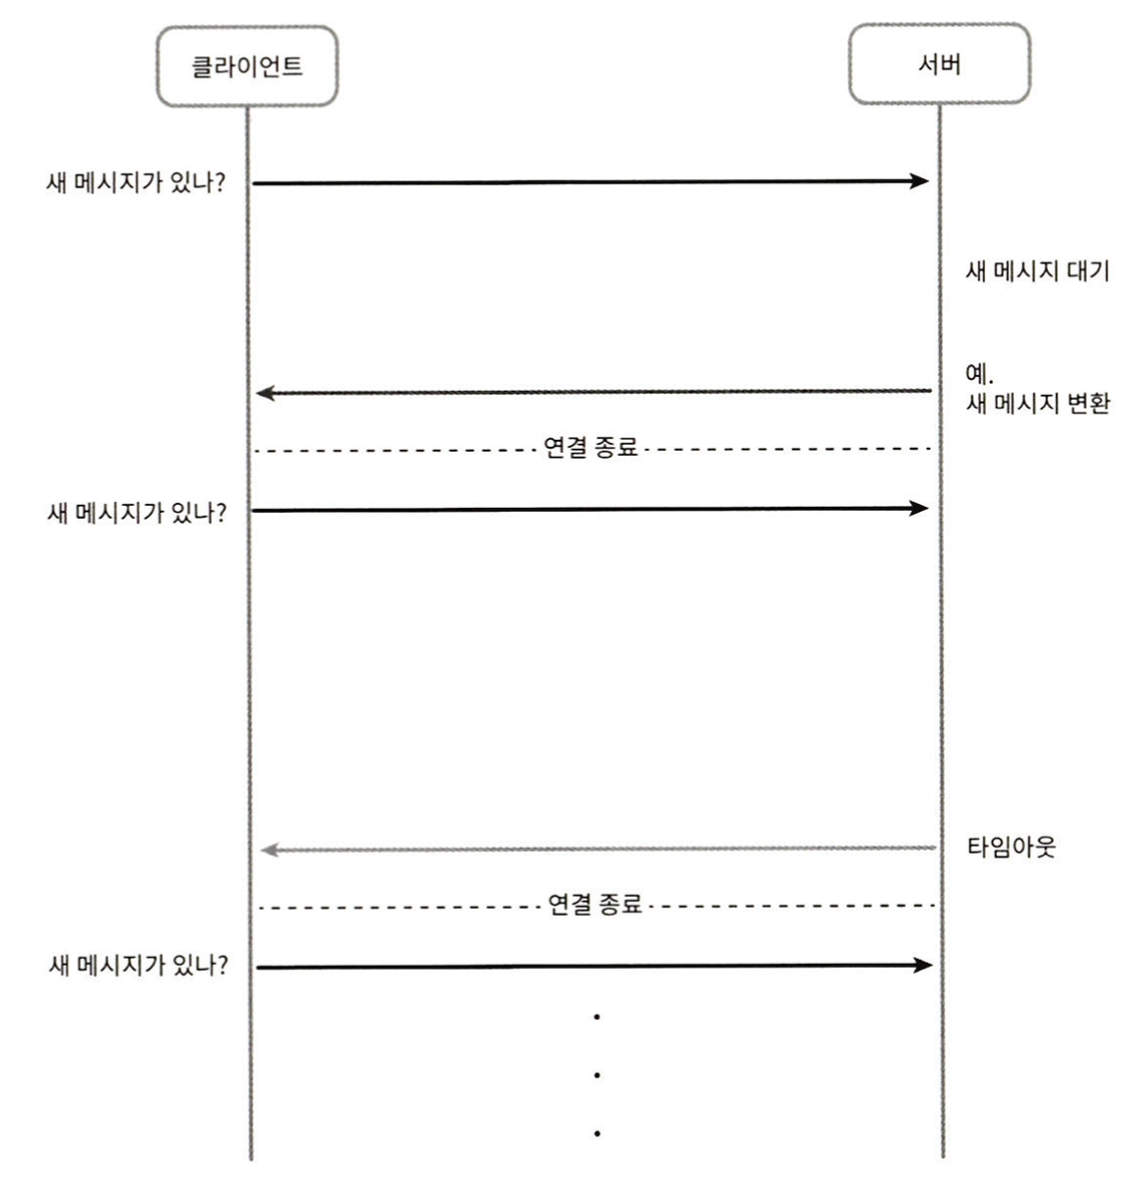 클라이언트
서버
새 메시지가 있나?
새 메시지 대기
예.
새 메시지 변환
연결 종료
새 메시지가 있나?
타임아웃
연결 종료
새 메시지가 있나?